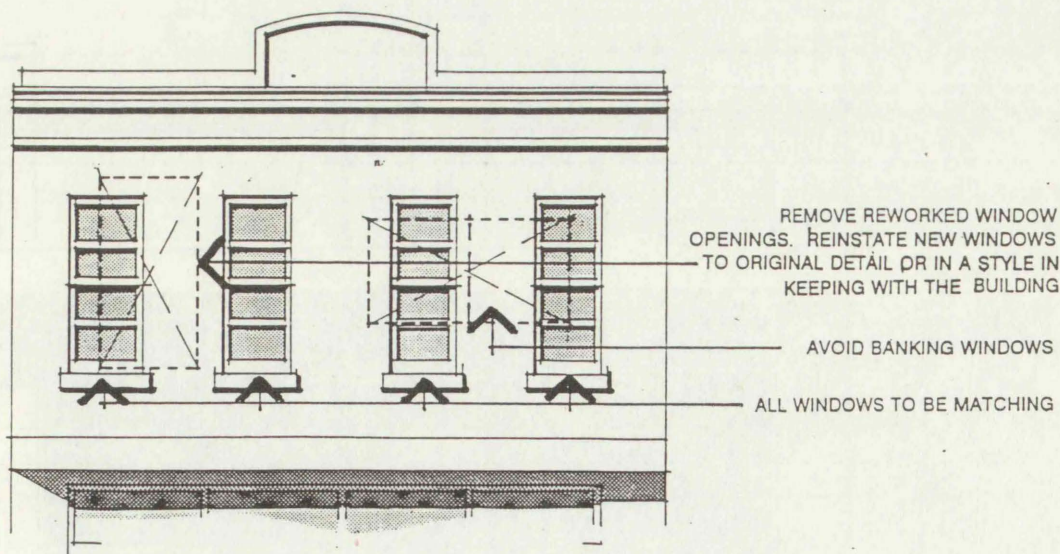 REMOVE REWORKED WINDOW
OPENINGS. REINSTATE NEW WINDOWS
TO ORIGINAL DETAIL OR IN A STYLE IN
KEEPING WITH THE BUILDING
AVOID BANKING WINDOWS
ALL WINDOWS TO BE MATCHING